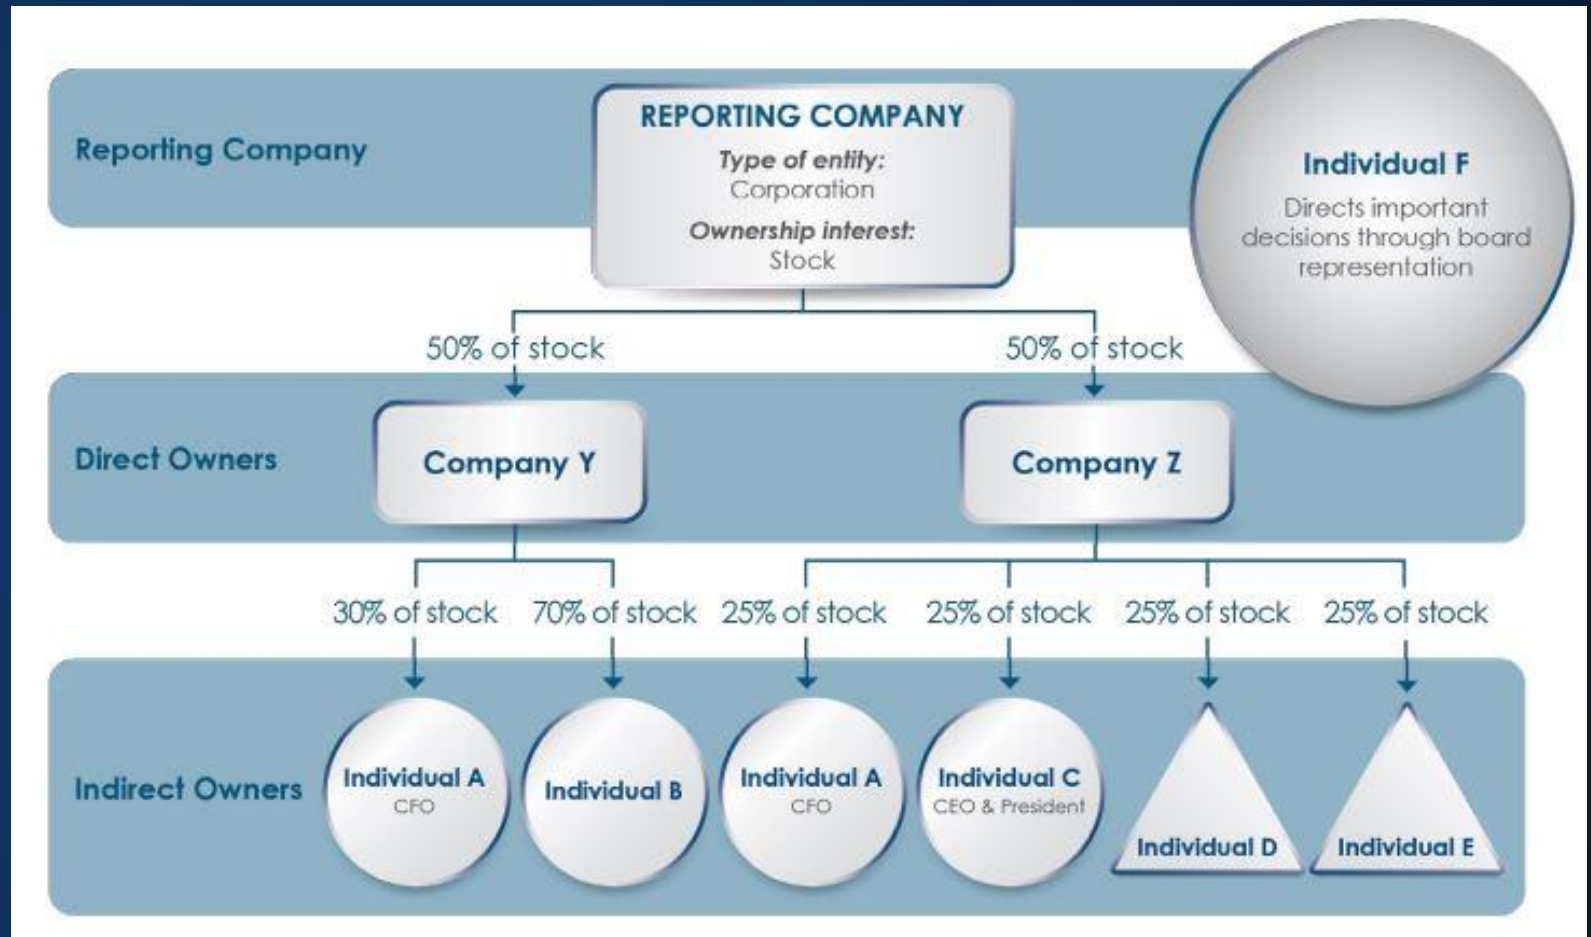 Reporting Company
REPORTING COMPANY
Type of entity:
Corporation
Ownership interest:
Stock
Individual F
Directs important
decisions through board
representation
50% of stock
50% of stock
Direct Owners
Company Y
Company Z
30% of stock
70% of stock
25% of stock
25% of stock
25% of stock
25% of stock
Indirect Owners
Individual A
CFO
Individual B
Individual A
CFO
Individual C
CEO & President
Individual D
Individual E